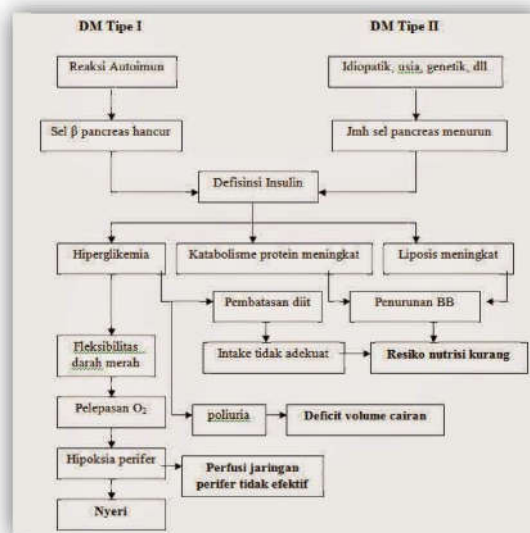 DM Tipe I
DM Tipe II
Reaksi Autoimun
Idiopatik, usia, genetik, dll
Sel β pancreas hancur
Jmh sel pancreas menurun
Defisinsi Insulin
Hiperglikemia
Katabolisme protein meningkat
Liposis meningkat
Pembatasan diit
Penurunan BB
Fleksibilitas
darah merah
Intake tidak adekuat
Resiko nutrisi kurang
Pelepasan O₂
poliuria
Deficit volume cairan
Hipoksia perifer
Perfusi jaringan
perifer tidak efektif
Nyeri